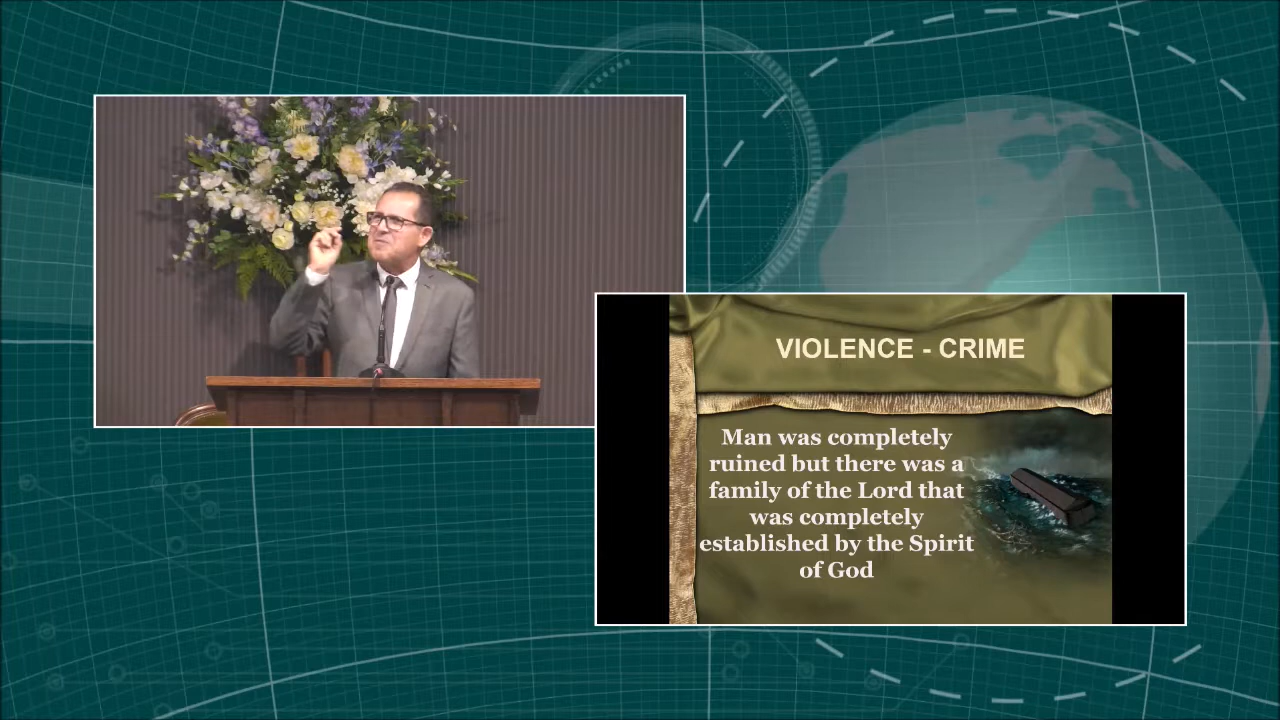 VIOLENCE - CRIME
Man was completely
ruined but there was a
family of the Lord that
was completely
established by the Spirit
of God